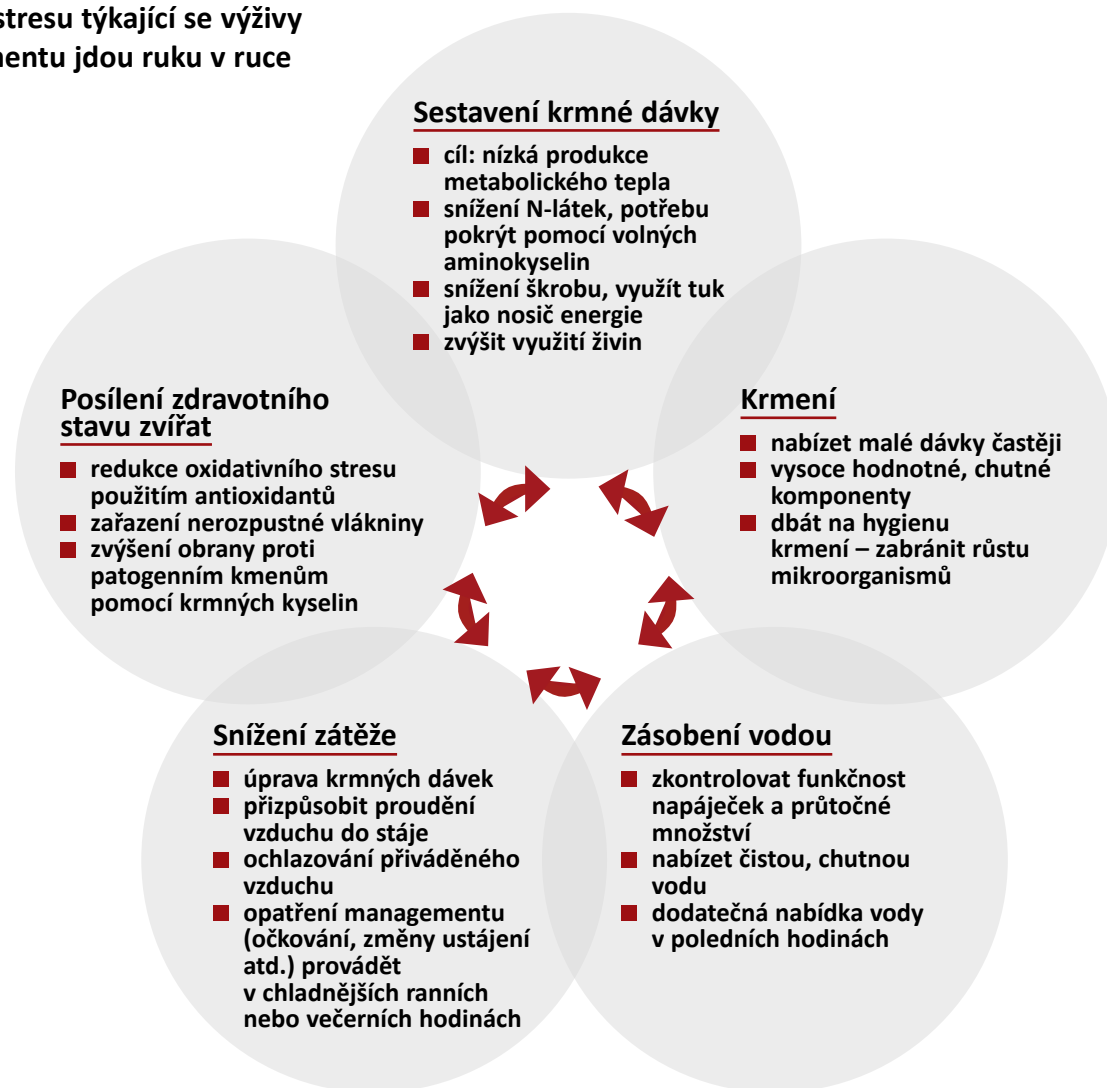 stresu týkající se výživy
mentu jdou ruku v ruce
Sestavení krmné dávky
cíl: nízká produkce
metabolického tepla
snížení N-látek, potřebu
pokrýt pomocí volných
aminokyselin
snížení škrobu, využít tuk
jako nosič energie
zvýšit využití živin
Posílení zdravotního
stavu zvířat
redukce oxidativního stresu
použitím antioxidantů
zařazení nerozpustné vlákniny
zvýšení obrany proti
patogenním kmenům
pomocí krmných kyselin
Krmení
nabízet malé dávky častěji
vysoce hodnotné, chutné
komponenty
dbát na hygienu
krmení – zabránit růstu
mikroorganismů
Snížení zátěže
úprava krmných dávek
přizpůsobit proudění
vzduchu do stáje
ochlazování přiváděného
vzduchu
opatření managementu
(očkování, změny ustájení
atd.) provádět
v chladnějších ranních
nebo večerních hodinách
Zásobení vodou
zkontrolovat funkčnost
napáječek a průtočné
množství
nabízet čistou, chutnou
vodu
dodatečná nabídka vody
v poledních hodinách